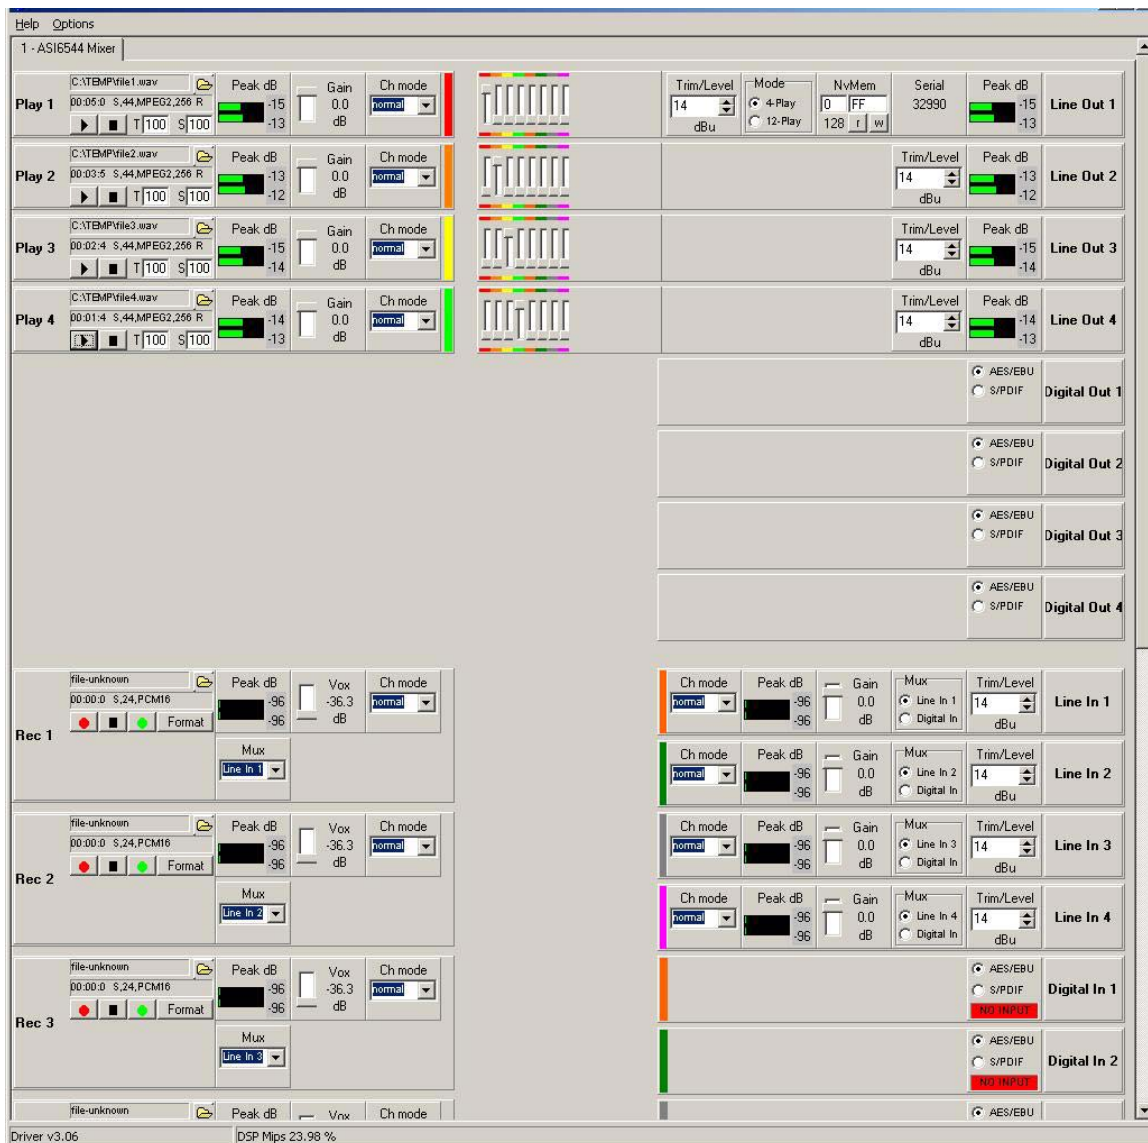 Help Options
1 - ASI6544 Mixer
Play 1
C:\TEMP\file1.wav
00:05:0 S,44,MPEG2,256 R
T 100 S 100
Peak dB
-15
-13
Gain
0.0
dB
Ch mode
normal
Trim/Level
14
dBu
Mode
4-Play
12-Play
NvMem
0 FF
128 r w
Serial
32990
Peak dB
-15
-13
Line Out 1
Play 2
C:\TEMP\file2.wav
00:03:5 S,44,MPEG2,256 R
T 100 S 100
Peak dB
-13
-12
Gain
0.0
dB
Ch mode
normal
Trim/Level
14
dBu
Peak dB
-13
-12
Line Out 2
Play 3
C:\TEMP\file3.wav
00:02:4 S,44,MPEG2,256 R
T 100 S 100
Peak dB
-15
-14
Gain
0.0
dB
Ch mode
normal
Trim/Level
14
dBu
Peak dB
-15
-14
Line Out 3
Play 4
C:\TEMP\file4.wav
00:01:4 S,44,MPEG2,256 R
T 100 S 100
Peak dB
-14
-13
Gain
0.0
dB
Ch mode
normal
Trim/Level
14
dBu
Peak dB
-14
-13
Line Out 4
AES/EBU
S/PDIF
Digital Out 1
AES/EBU
S/PDIF
Digital Out 2
AES/EBU
S/PDIF
Digital Out 3
AES/EBU
S/PDIF
Digital Out 4
Rec 1
file-unknown
00:00:0 S,24,PCM16
Format
Peak dB
-96
-96
Vox
-36.3
dB
Ch mode
normal
Mux
Line In 1
Ch mode
normal
Peak dB
-96
-96
Gain
0.0
dB
Mux
Line In 1
Digital In
Trim/Level
14
dBu
Line In 1
Ch mode
normal
Peak dB
-96
-96
Gain
0.0
dB
Mux
Line In 2
Digital In
Trim/Level
14
dBu
Line In 2
Rec 2
file-unknown
00:00:0 S,24,PCM16
Format
Peak dB
-96
-96
Vox
-36.3
dB
Ch mode
normal
Mux
Line In 2
Ch mode
normal
Peak dB
-96
-96
Gain
0.0
dB
Mux
Line In 3
Digital In
Trim/Level
14
dBu
Line In 3
Ch mode
normal
Peak dB
-96
-96
Gain
0.0
dB
Mux
Line In 4
Digital In
Trim/Level
14
dBu
Line In 4
Rec 3
file-unknown
00:00:0 S,24,PCM16
Format
Peak dB
-96
-96
Vox
-36.3
dB
Ch mode
normal
Mux
Line In 3
AES/EBU
S/PDIF
NO INPUT
Digital In 1
AES/EBU
S/PDIF
NO INPUT
Digital In 2
file-unknown
Peak dB
Vox
Ch mode
AES/EBU
Driver v3.06
DSP Mips 23.98 %